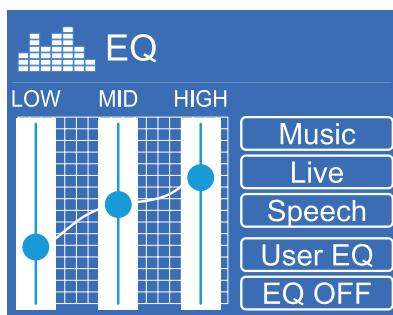 EQ
LOW MID HIGH
Music
Live
Speech
User EQ
EQ OFF